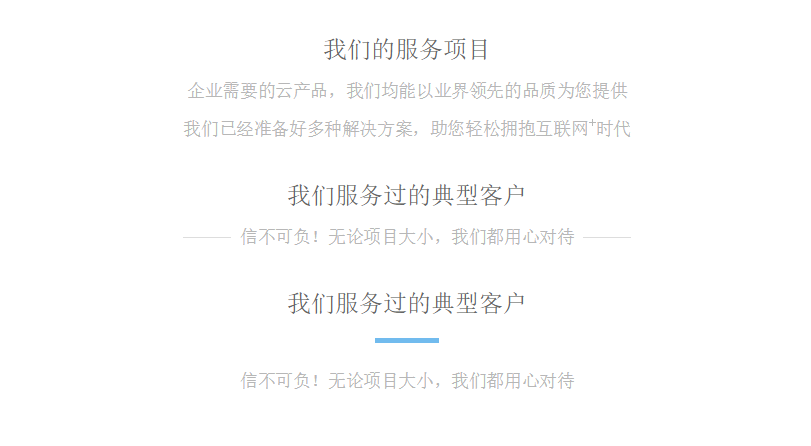 我们的服务项目
企业需要的云产品，我们均能以业界领先的品质为您提供
我们已经准备好多种解决方案，助您轻松拥抱互联网+时代
我们服务过的典型客户
信不可负！无论项目大小，我们都用心对待
我们服务过的典型客户
信不可负！无论项目大小，我们都用心对待